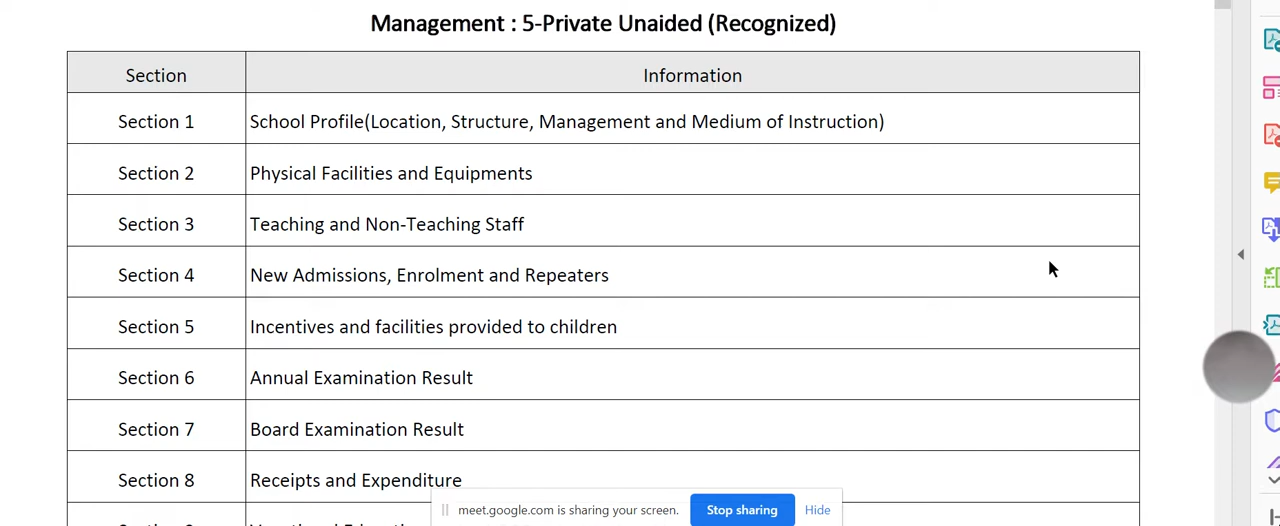 Management : 5-Private Unaided (Recognized)
Section Information
Section 1 School Profile(Location, Structure, Management and Medium of Instruction)
Section 2 Physical Facilities and Equipments
Section 3 Teaching and Non-Teaching Staff
Section 4 New Admissions, Enrolment and Repeaters
Section 5 Incentives and facilities provided to children
Section 6 Annual Examination Result
Section 7 Board Examination Result
Section 8 Receipts and Expenditure
meet.google.com is sharing your screen. Stop sharing Hide